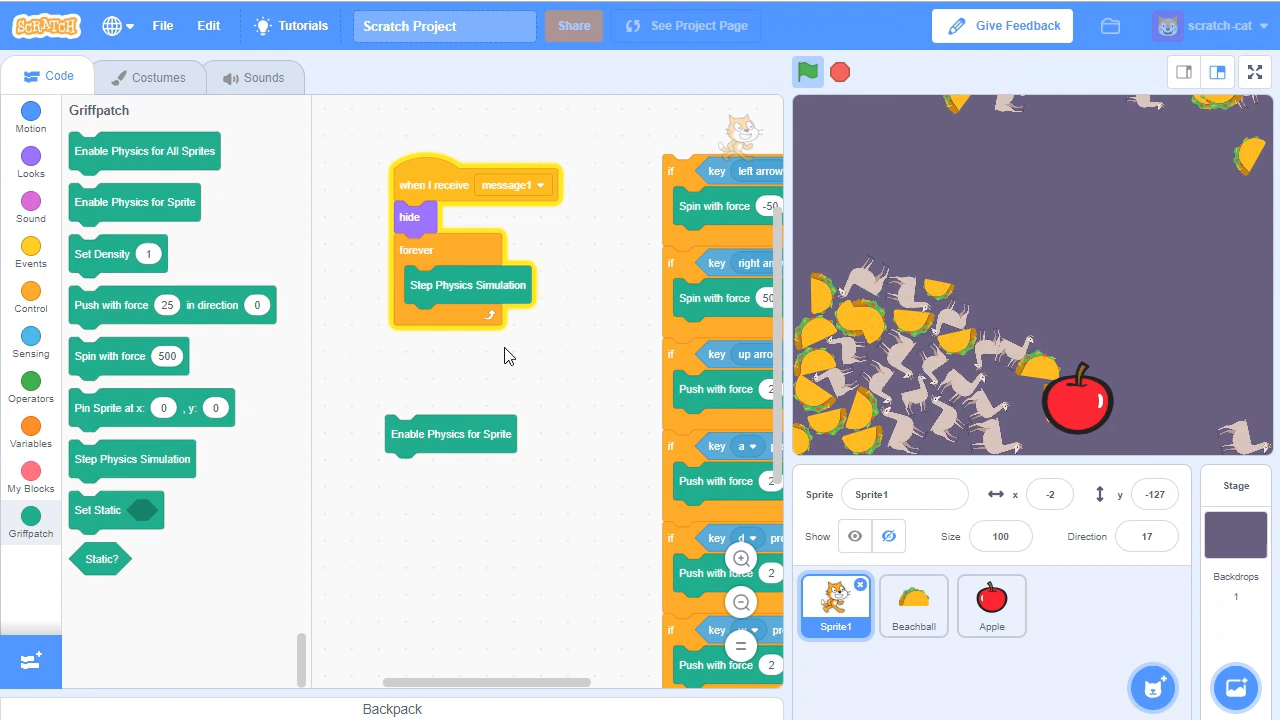 SCRATCH
File
Edit
Tutorials
Scratch Project
Share
See Project Page
Give Feedback
scratch-cat
Code
Costumes
Sounds
Motion
Looks
Sound
Events
Control
Sensing
Operators
Variables
My Blocks
Griffpatch
Griffpatch
Enable Physics for All Sprites
Enable Physics for Sprite
Set Density 1
Push with force 25 in direction 0
Spin with force 500
Pin Sprite at x: 0 , y: 0
Step Physics Simulation
Set Static
Static?
when I receive message1
hide
forever
Step Physics Simulation
Enable Physics for Sprite
if key left arrow
Spin with force -50
if key right arr
Spin with force 50
if key up arro
Push with force 2
if key a pr
Push with force 2
if key d pr
Push with force 2
if key pr
Push with force 2
Backpack
Sprite Sprite1 x -2 y -127
Show Size 100 Direction 17
Sprite1
Beachball
Apple
Stage
Backdrops
1